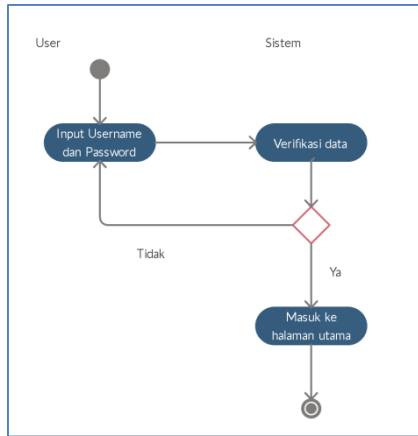 User
Sistem
Input Username
dan Password
Verifikasi data
Tidak
Ya
Masuk ke
halaman utama